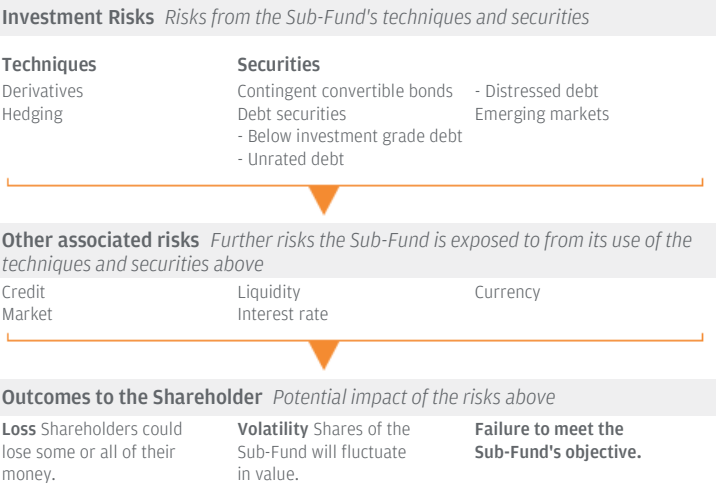 Investment Risks Risks from the Sub-Fund's techniques and securities
Techniques
Derivatives
Hedging
Securities
Contingent convertible bonds
Debt securities
- Below investment grade debt
- Unrated debt
- Distressed debt
Emerging markets
Other associated risks Further risks the Sub-Fund is exposed to from its use of the
techniques and securities above
Credit
Market
Liquidity
Interest rate
Currency
Outcomes to the Shareholder Potential impact of the risks above
Loss Shareholders could
lose some or all of their
money.
Volatility Shares of the
Sub-Fund will fluctuate
in value.
Failure to meet the
Sub-Fund's objective.